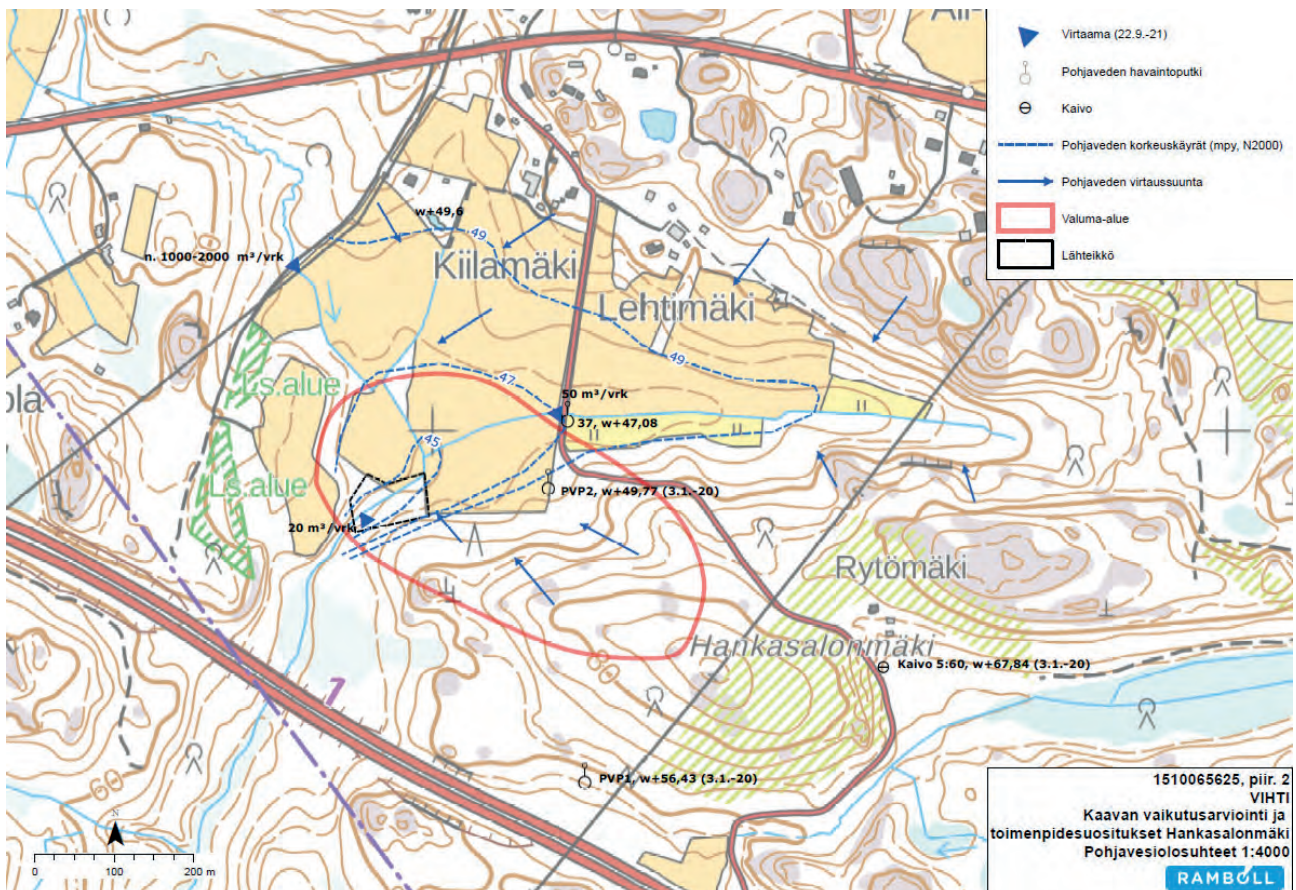 Virtaama (22.9.-21)
Pohjaveden havaintoputki
Kaivo
Pohjaveden korkeuskäyrät (mpy, N2000)
Pohjaveden virtaussuunta
Valuma-alue
Lähteikkö
w+49,6
49
n. 1000-2000 m³/vrk
Kiilamäki
Lehtimäki
49
Ls.alue
47
50 m³/vrk
37, w+47,08
45
Ls.alue
PVP2, w+49,77 (3.1.-20)
20 m³/vrk
Rytömäki
Hankasalonmäki
60
Kaivo 5:60, w+67,84 (3.1.-20)
1
PVP1, w+56,43 (3.1.-20)
60
N
0 100 200 m
1510065625, piir. 2
VIHTI
Kaavan vaikutusarviointi ja
toimenpidesuositukset Hankasalonmäki
Pohjavesiolosuhteet 1:4000
RAMBOLL